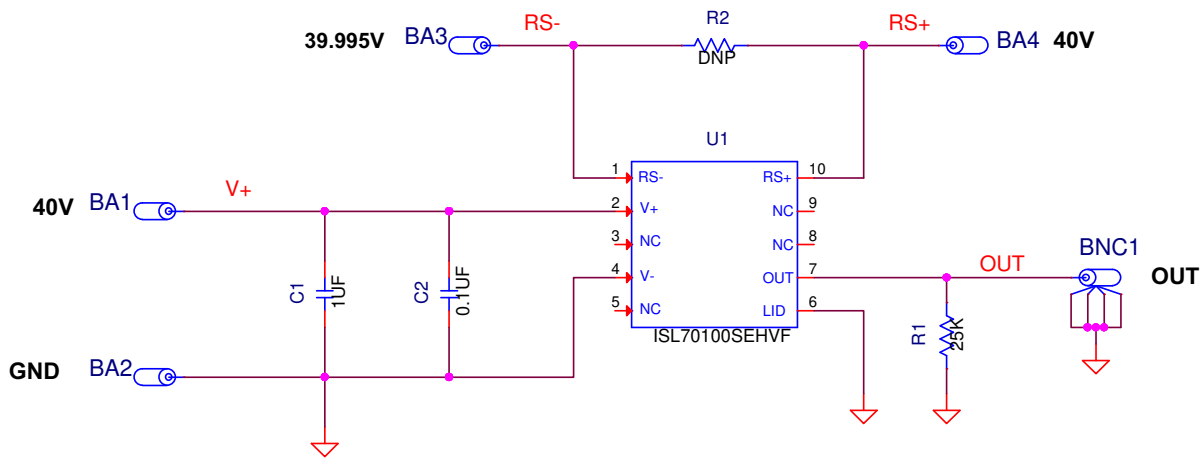 RS-
R2
RS+
39.995V
BA3
DNP
BA4
40V
U1
1
RS-
RS+
10
40V
BA1
V+
2
V+
NC
9
3
NC
NC
8
BNC1
OUT
OUT
C1
1UF
C2
0.1UF
4
V-
OUT
7
5
NC
LID
6
R1
25K
ISL70100SEHVF
GND
BA2